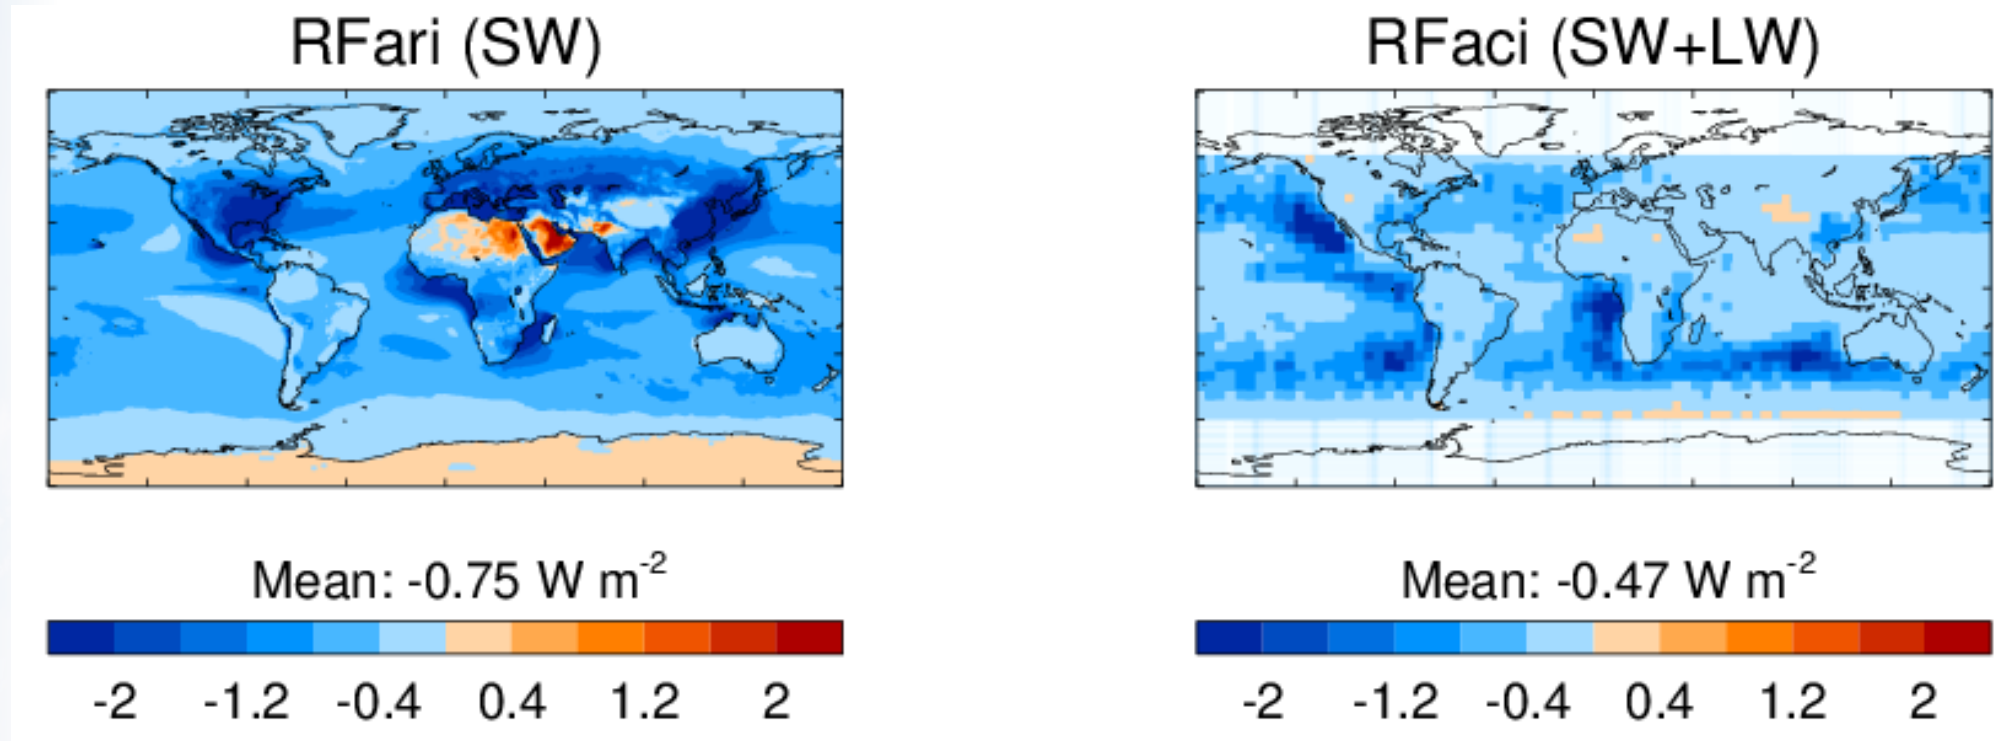 RFari (SW)
RFaci (SW+LW)
Mean: -0.75 W m-2
Mean: -0.47 W m-2
-2 -1.2 -0.4 0.4 1.2 2
-2 -1.2 -0.4 0.4 1.2 2